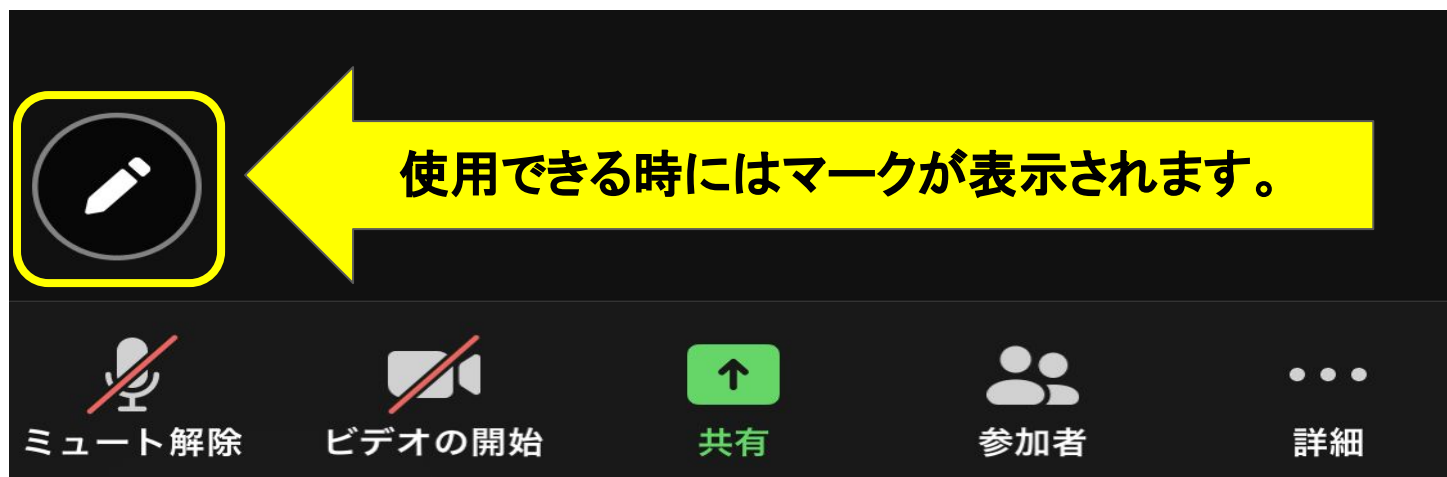 使用できる時にはマークが表示されます。
ミュート解除
ビデオの開始
共有
参加者
詳細